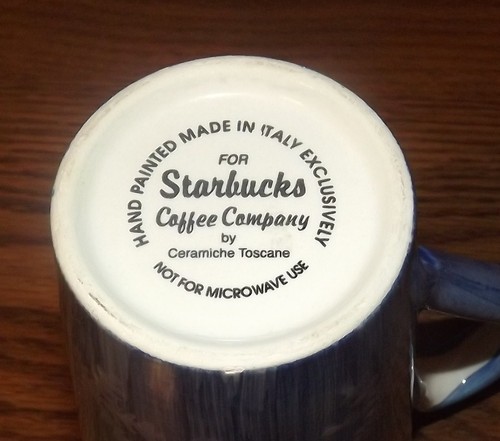 HAND PAINTED MADE IN ITALY EXCLUSIVELY
FOR
Starbucks
Coffee Company
by
Ceramiche Toscane
NOT FOR MICROWAVE USE